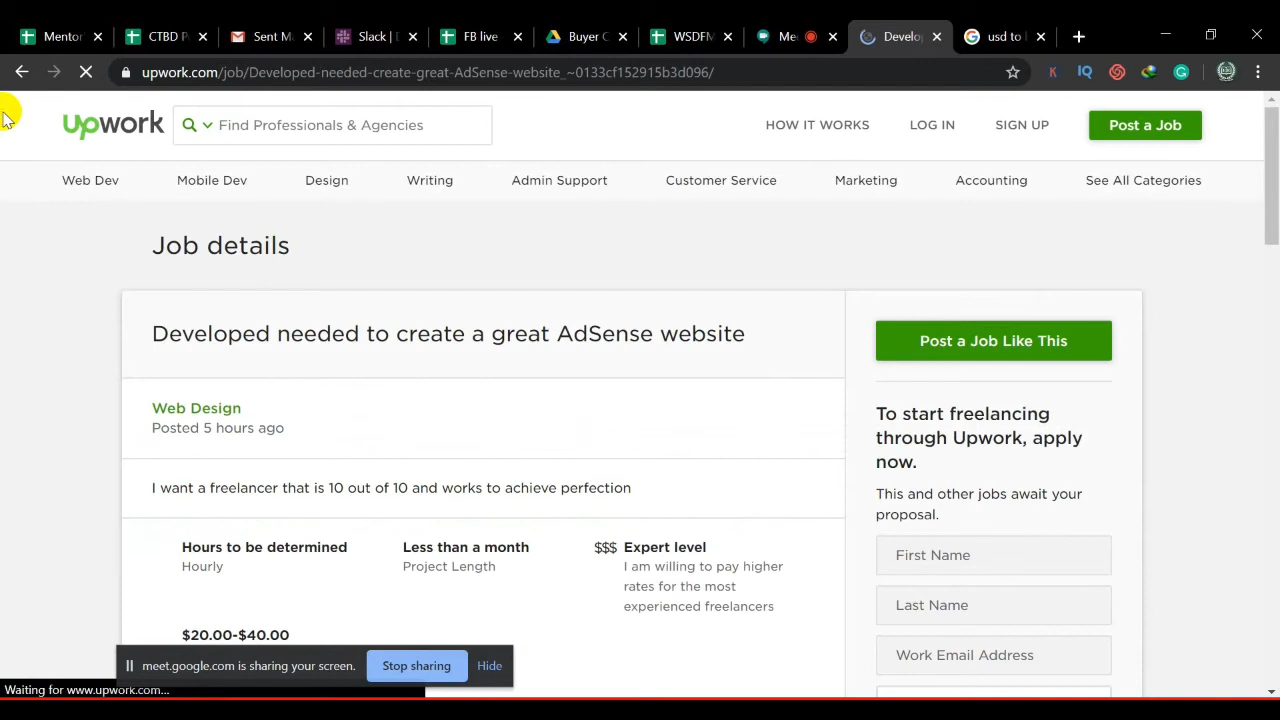 Mentor
CTBD P
Sent Ma
Slack |
FB live
Buyer C
WSDFM
Me
Develo
usd to
upwork.com/job/Developed-needed-create-great-AdSense-website_~0133cf152915b3d096/
upwork
Find Professionals & Agencies
HOW IT WORKS
LOG IN
SIGN UP
Post a Job
Web Dev
Mobile Dev
Design
Writing
Admin Support
Customer Service
Marketing
Accounting
See All Categories
Job details
Developed needed to create a great AdSense website
Web Design
Posted 5 hours ago
I want a freelancer that is 10 out of 10 and works to achieve perfection
Hours to be determined
Hourly
Less than a month
Project Length
$$$ Expert level
I am willing to pay higher
rates for the most
experienced freelancers
$20.00-$40.00
Post a Job Like This
To start freelancing
through Upwork, apply
now.
This and other jobs await your
proposal.
First Name
Last Name
Work Email Address
meet.google.com is sharing your screen.
Stop sharing
Hide
Waiting for www.upwork.com...